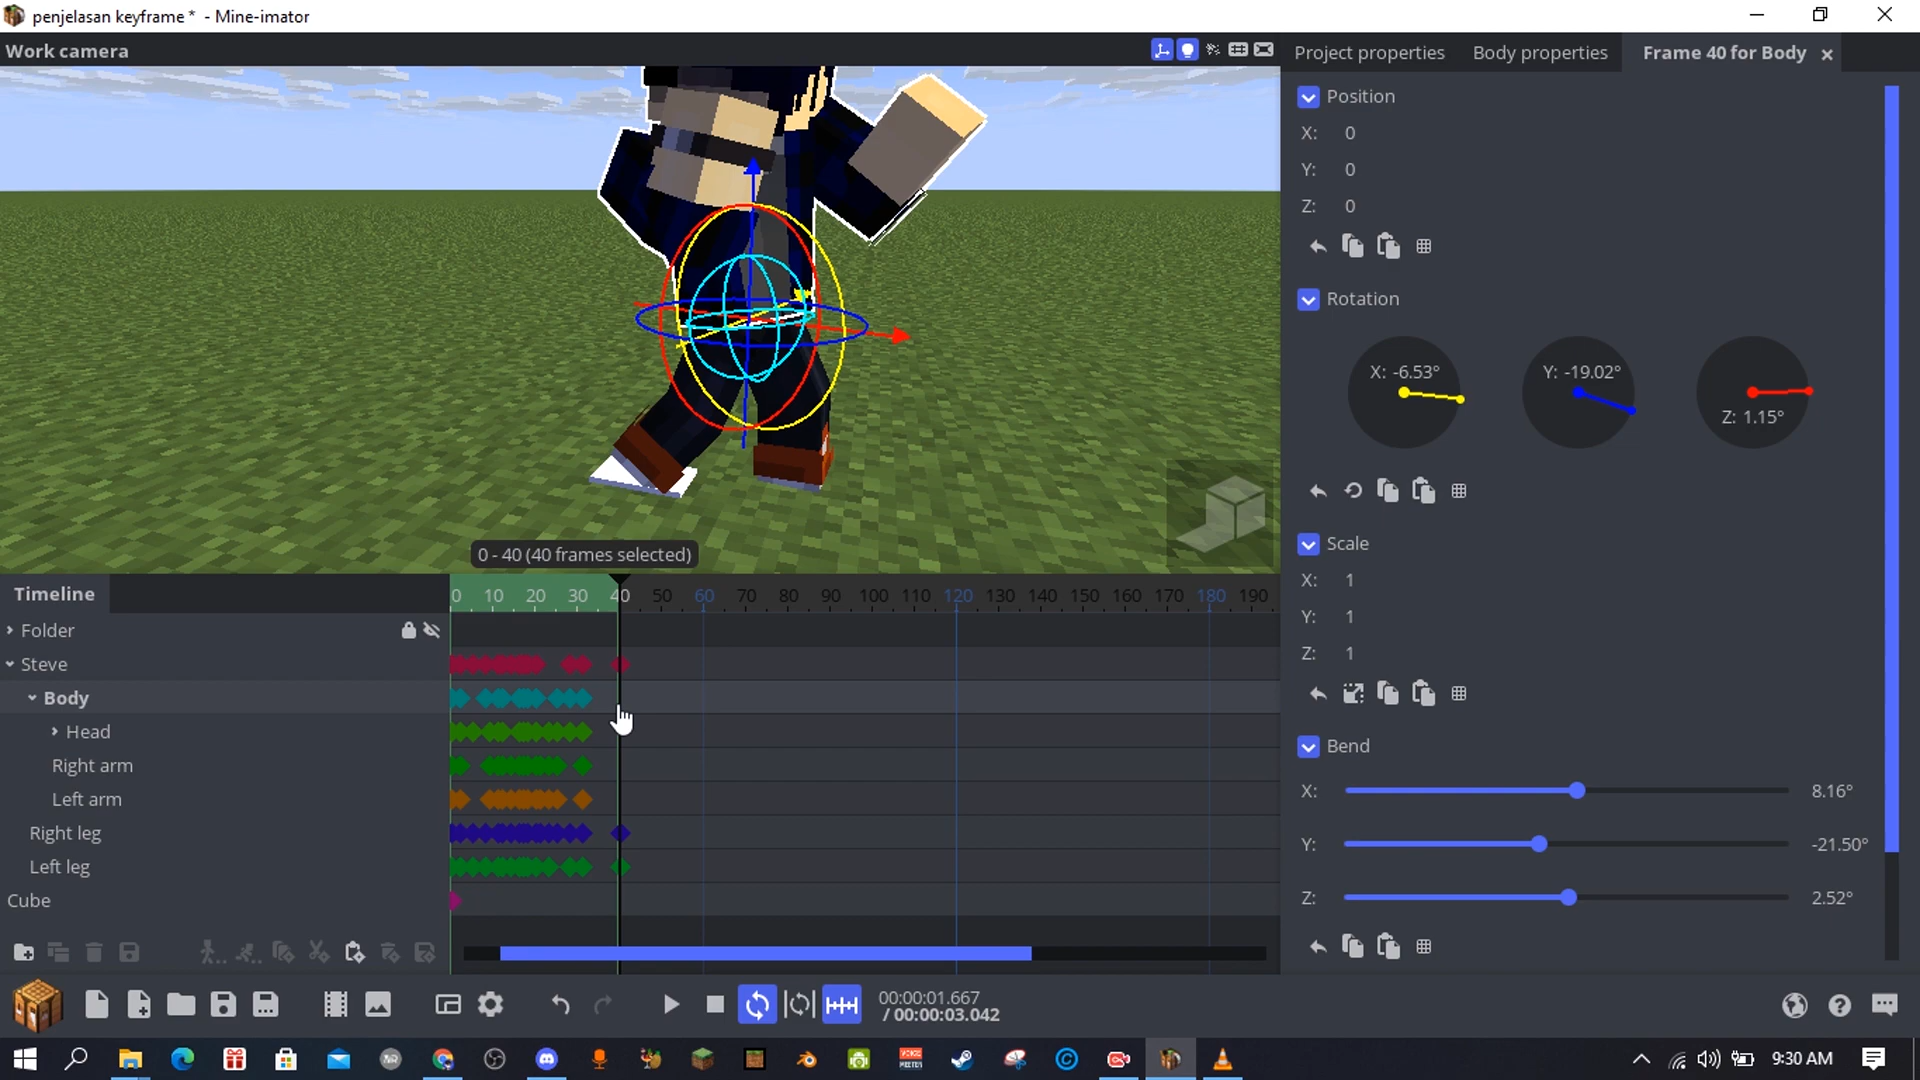 penjelasan keyframe * - Mine-imator
Work camera
Project properties
Body properties
Frame 40 for Body
Position
X: 0
Y: 0
Z: 0
Rotation
X: -6.53°
Y: -19.02°
Z: 1.15°
Scale
X: 1
Y: 1
Z: 1
Bend
X: 8.16°
Y: -21.50°
Z: 2.52°
0 - 40 (40 frames selected)
Timeline
0 10 20 30 40 50 60 70 80 90 100 110 120 130 140 150 160 170 180 190
Folder
Steve
Body
Head
Right arm
Left arm
Right leg
Left leg
Cube
00:00:01.667
/ 00:00:03.042
9:30 AM